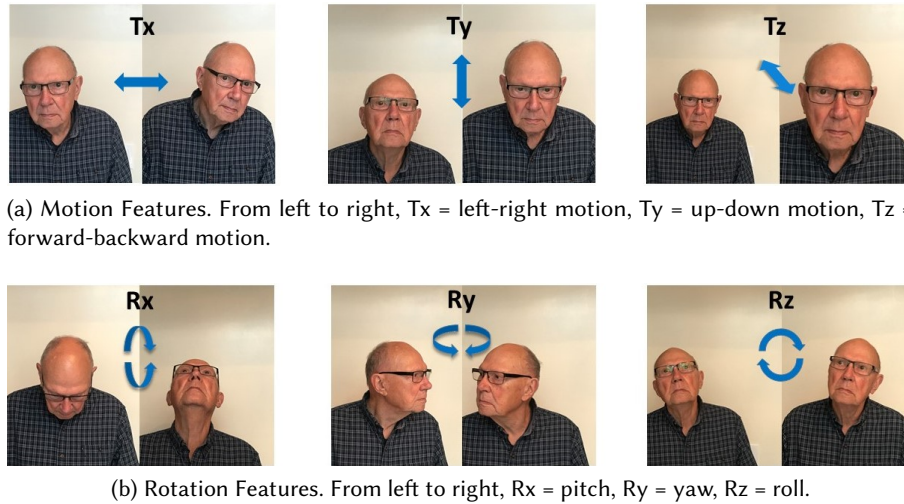 Tx Ty Tz
(a) Motion Features. From left to right, Tx = left-right motion, Ty = up-down motion, Tz =
forward-backward motion.
Rx Ry Rz
(b) Rotation Features. From left to right, Rx = pitch, Ry = yaw, Rz = roll.